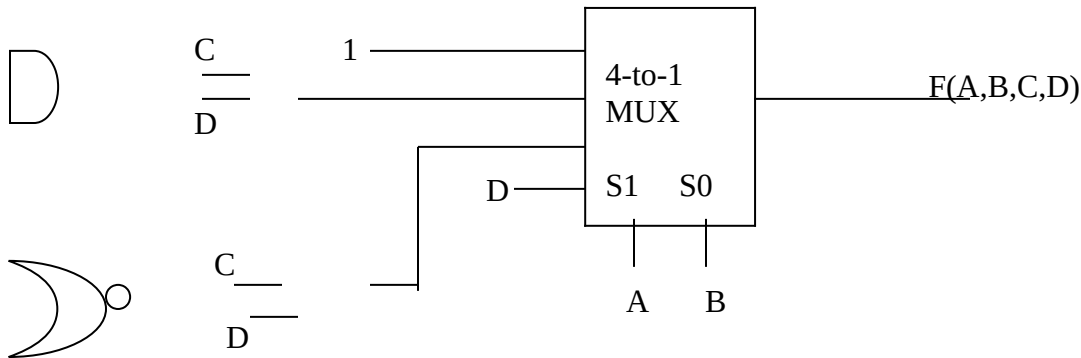 C
1
4-to-1
MUX
F(A,B,C,D)
D
D
S1 S0
C
D
A B